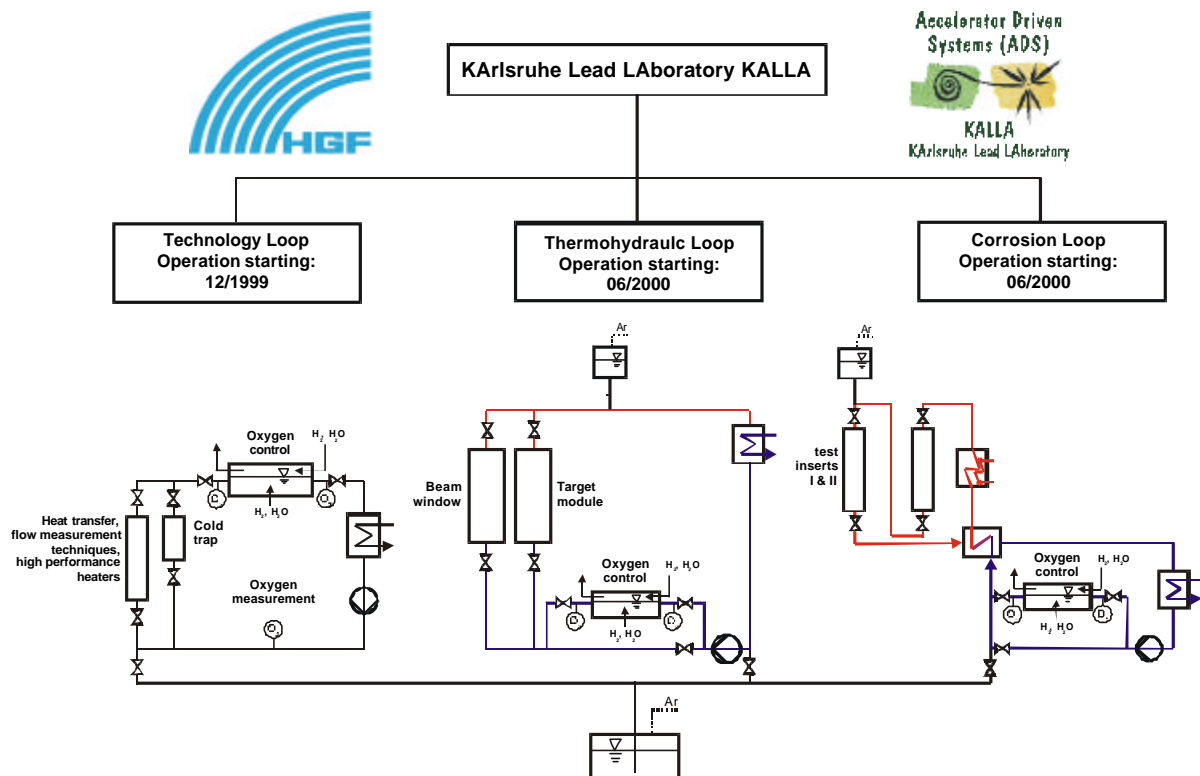 Accelerator Driven
Systems (ADS)
KArlsruhe Lead LAboratory KALLA
HGF
KALLA
KArlsruhe Lead LAboratory
Technology Loop
Operation starting:
12/1999
Thermohydraulc Loop
Operation starting:
06/2000
Corrosion Loop
Operation starting:
06/2000
Ar
Ar
Oxygen
control
H₂, H₂O
H₂, H₂O
Heat transfer,
flow measurement
techniques,
high performance
heaters
Cold
trap
Oxygen
measurement
Beam
window
Target
module
Oxygen
control
H₂, H₂O
H₂, H₂O
test
inserts
I & II
Oxygen
control
H₂, H₂O
H₂, H₂O
Ar